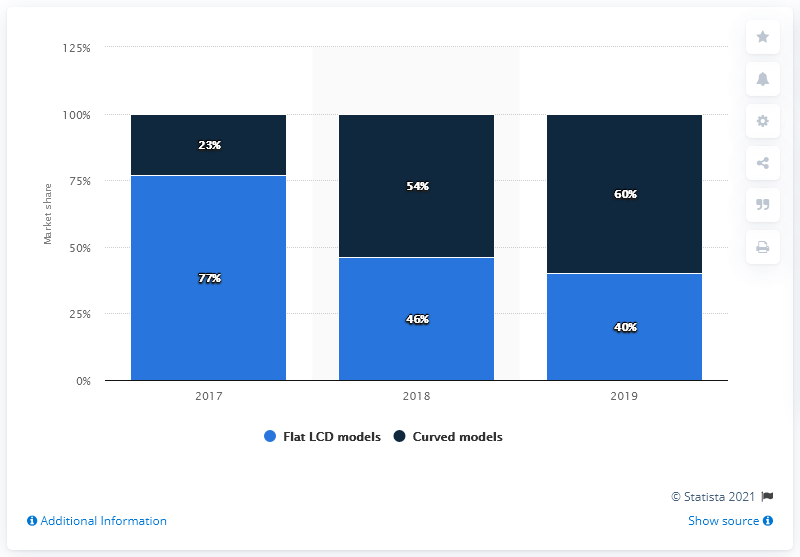 125%
100%
75%
50%
25%
0%
Market share
23%
54%
60%
77%
46%
40%
2017 2018 2019
Flat LCD models Curved models
© Statista 2021
Additional Information Show source